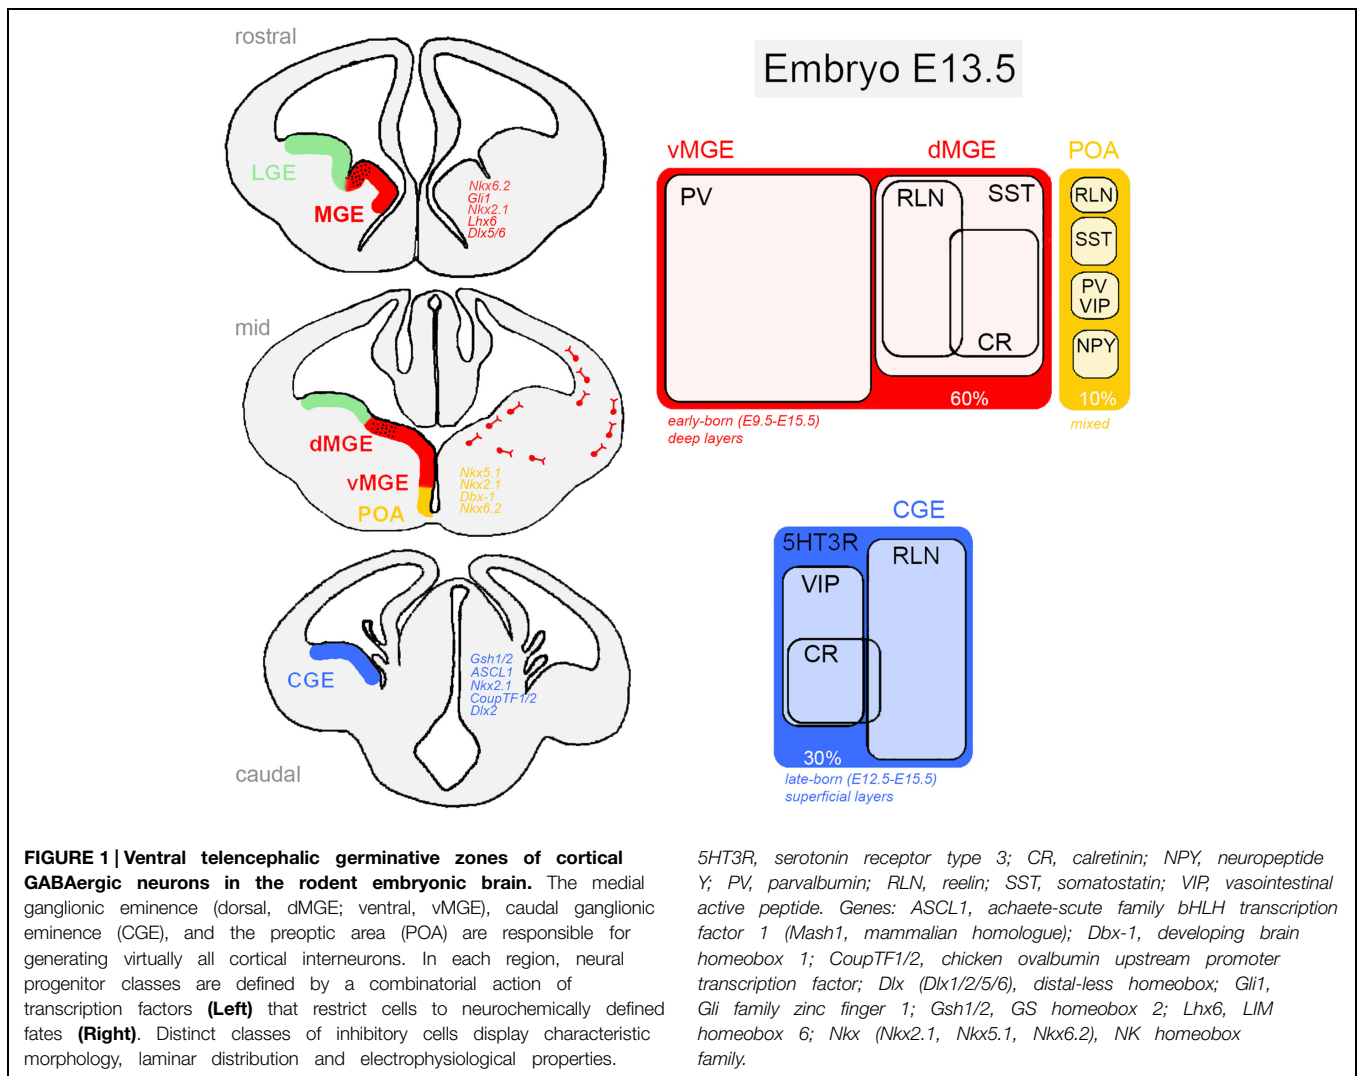 rostral
Embryo E13.5
LGE
MGE
Nkx6.2
Gli1
Nkx2.1
Lhx6
Dlx5/6
vMGE
dMGE
POA
PV
RLN
SST
CR
60%
RLN
SST
PV
VIP
NPY
10%
early-born (E9.5-E15.5)
deep layers
mixed
mid
dMGE
vMGE
POA
Nkx5.1
Nkx2.1
Dbx-1
Nkx6.2
CGE
5HT3R
RLN
VIP
CR
30%
late-born (E12.5-E15.5)
superficial layers
CGE
Gsh1/2
ASCL1
Nkx2.1
CoupTF1/2
Dlx2
caudal
FIGURE 1 | Ventral telencephalic germinative zones of cortical
GABAergic neurons in the rodent embryonic brain. The medial
ganglionic eminence (dorsal, dMGE; ventral, vMGE), caudal ganglionic
eminence (CGE), and the preoptic area (POA) are responsible for
generating virtually all cortical interneurons. In each region, neural
progenitor classes are defined by a combinatorial action of
transcription factors (Left) that restrict cells to neurochemically defined
fates (Right). Distinct classes of inhibitory cells display characteristic
morphology, laminar distribution and electrophysiological properties.
5HT3R, serotonin receptor type 3; CR, calretinin; NPY, neuropeptide
Y; PV, parvalbumin; RLN, reelin; SST, somatostatin; VIP, vasointestinal
active peptide. Genes: ASCL1, achaete-scute family bHLH transcription
factor 1 (Mash1, mammalian homologue); Dbx-1, developing brain
homeobox 1; CoupTF1/2, chicken ovalbumin upstream promoter
transcription factor; Dlx (Dlx1/2/5/6), distal-less homeobox; Gli1,
Gli family zinc finger 1; Gsh1/2, GS homeobox 2; Lhx6, LIM
homeobox 6; Nkx (Nkx2.1, Nkx5.1, Nkx6.2), NK homeobox
family.